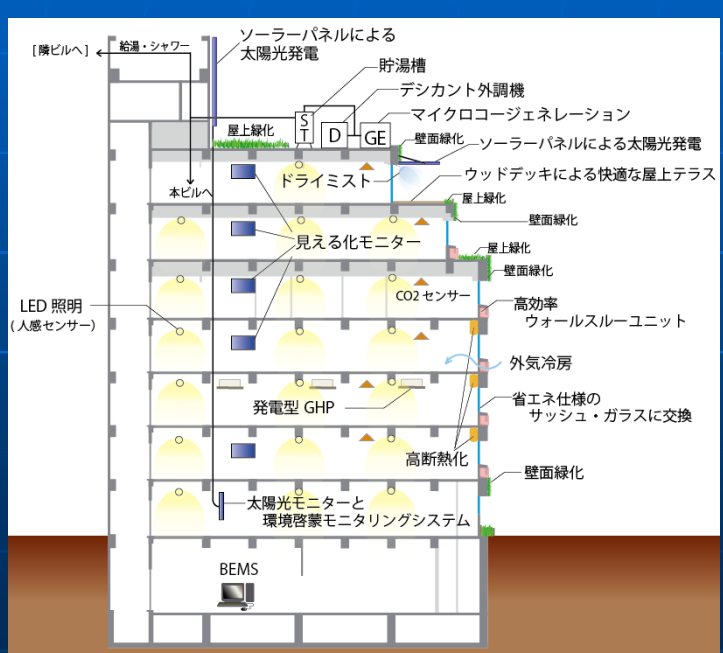 ソーラーパネルによる
太陽光発電
[隣ビルへ]
給湯・シャワー
貯湯槽
デシカント外調機
マイクロコージェネレーション
S
T
D
GE
屋上緑化
壁面緑化
ソーラーパネルによる太陽光発電
ドライミスト
ウッドデッキによる快適な屋上テラス
本ビルへ
屋上緑化
壁面緑化
見える化モニター
屋上緑化
壁面緑化
CO2 センサー
LED 照明
(人感センサー)
高効率
ウォールスルーユニット
外気冷房
発電型 GHP
省エネ仕様の
サッシュ・ガラスに交換
高断熱化
壁面緑化
太陽光モニターと
環境啓蒙モニタリングシステム
BEMS